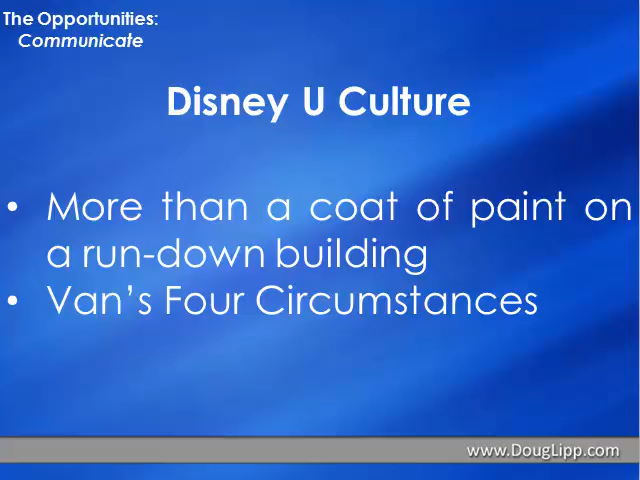 The Opportunities:
Communicate
Disney U Culture
• More than a coat of paint on
a run-down building
• Van’s Four Circumstances
www.DougLipp.com